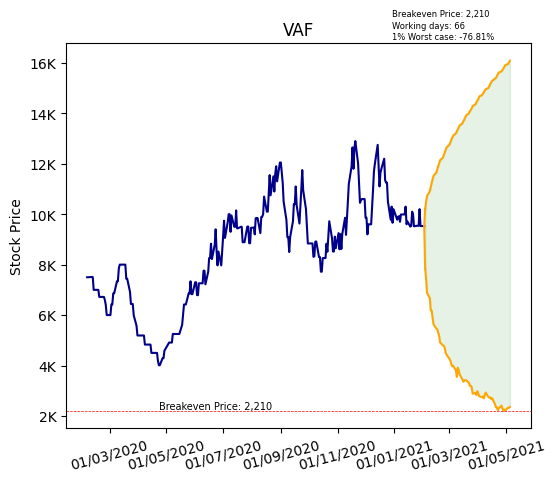 Breakeven Price: 2,210
Working days: 66
1% Worst case: -76.81%
VAF
Stock Price
16K
14K
12K
10K
8K
6K
4K
2K
Breakeven Price: 2,210
01/03/2020
01/05/2020
01/07/2020
01/09/2020
01/11/2020
01/01/2021
01/03/2021
01/05/2021